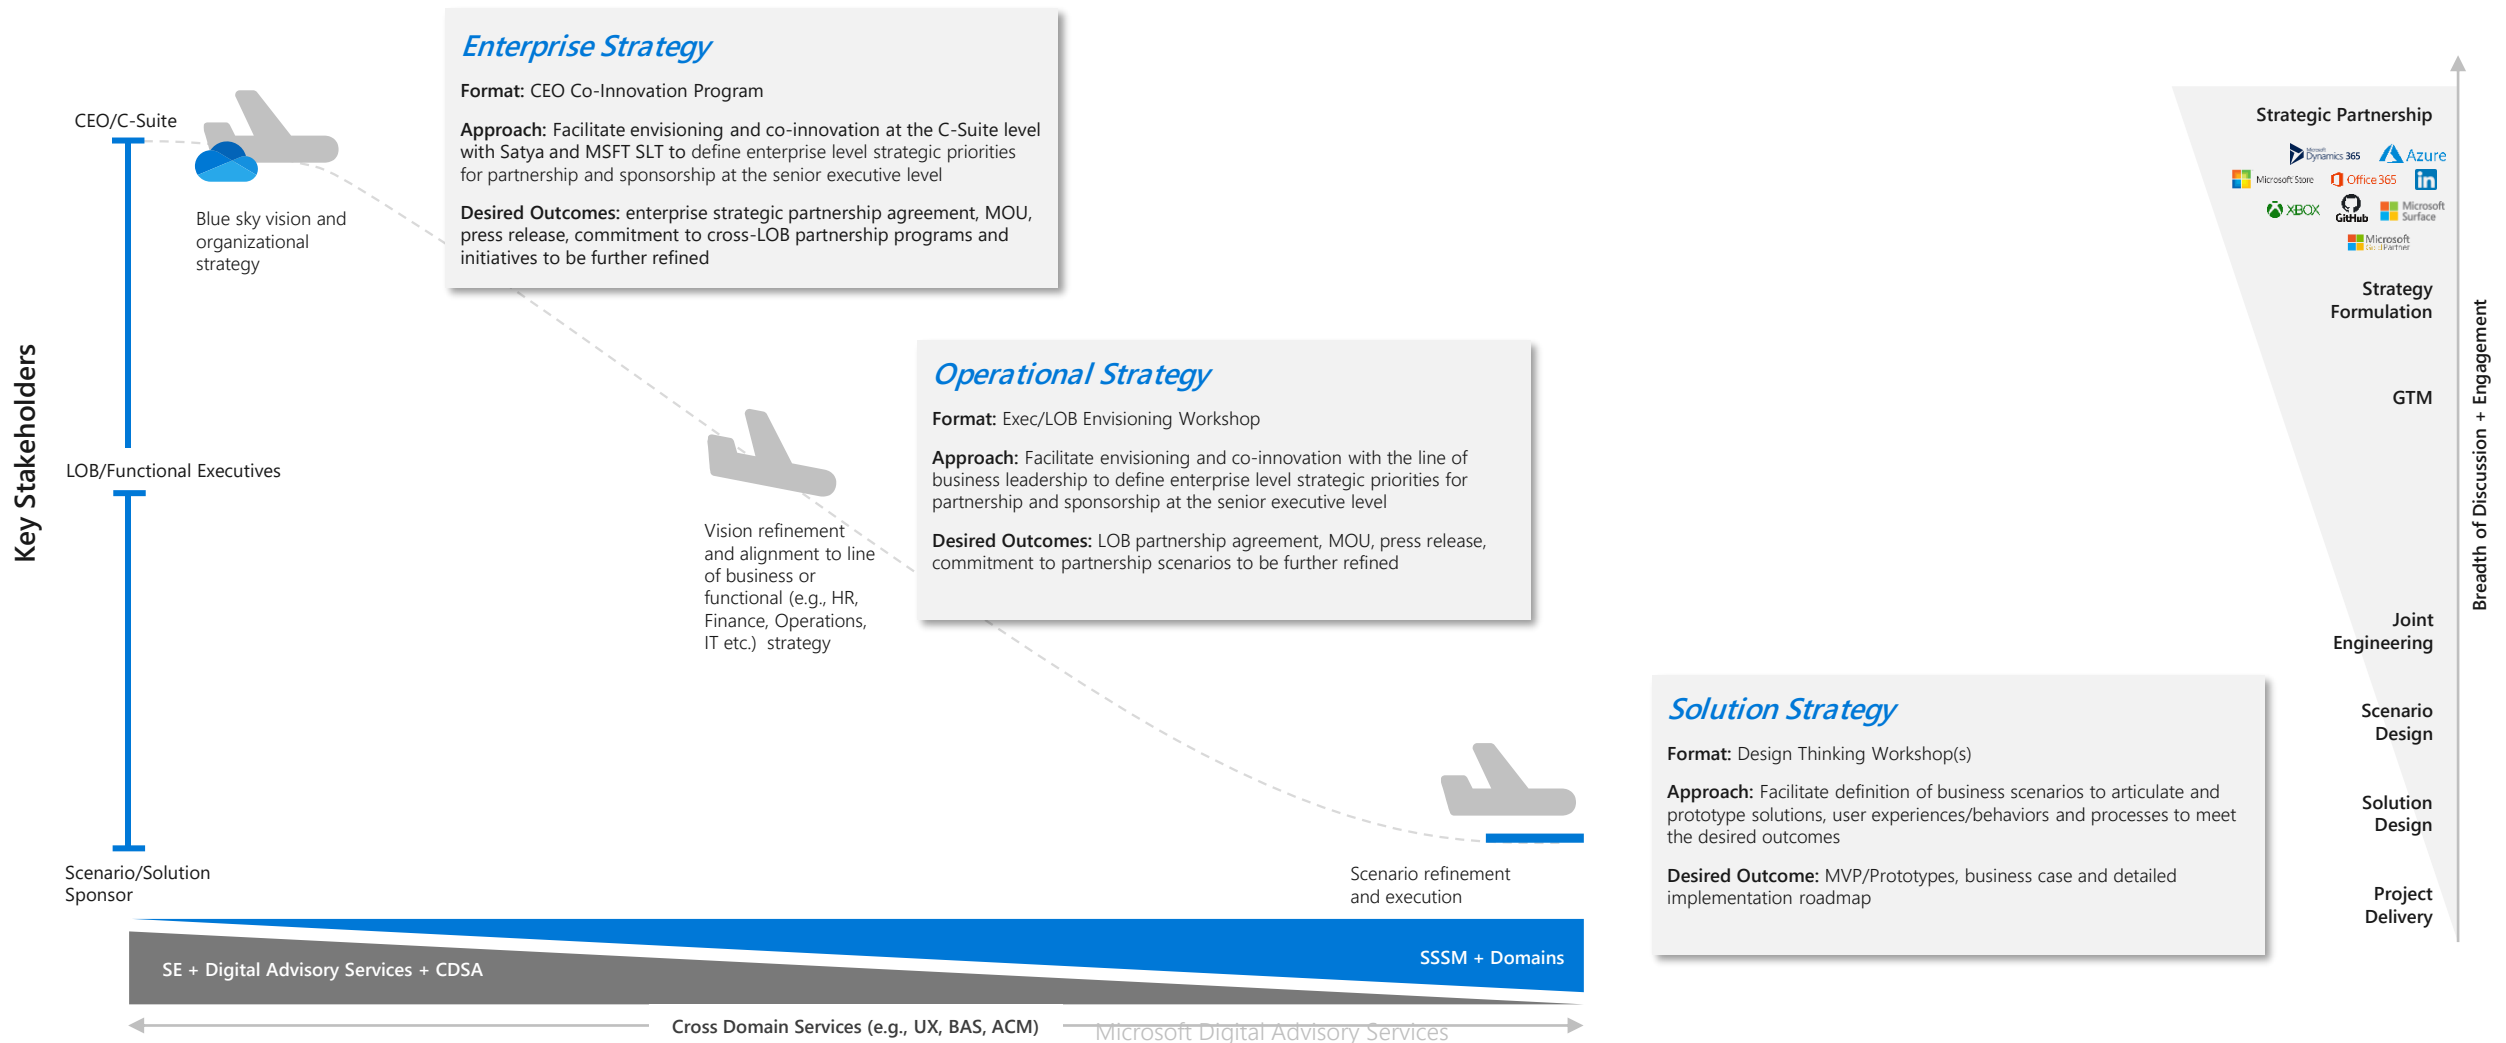 Key Stakeholders
CEO/C-Suite
LOB/Functional Executives
Scenario/Solution
Sponsor
Blue sky vision and
organizational
strategy
Enterprise Strategy
Format: CEO Co-Innovation Program
Approach: Facilitate envisioning and co-innovation at the C-Suite level
with Satya and MSFT SLT to define enterprise level strategic priorities
for partnership and sponsorship at the senior executive level
Desired Outcomes: enterprise strategic partnership agreement, MOU,
press release, commitment to cross-LOB partnership programs and
initiatives to be further refined
Vision refinement
and alignment to line
of business or
functional (e.g., HR,
Finance, Operations,
IT etc.) strategy
Operational Strategy
Format: Exec/LOB Envisioning Workshop
Approach: Facilitate envisioning and co-innovation with the line of
business leadership to define enterprise level strategic priorities for
partnership and sponsorship at the senior executive level
Desired Outcomes: LOB partnership agreement, MOU, press release,
commitment to partnership scenarios to be further refined
Scenario refinement
and execution
Solution Strategy
Format: Design Thinking Workshop(s)
Approach: Facilitate definition of business scenarios to articulate and
prototype solutions, user experiences/behaviors and processes to meet
the desired outcomes
Desired Outcome: MVP/Prototypes, business case and detailed
implementation roadmap
Strategic Partnership
Microsoft
Dynamics 365
Azure
Microsoft Store
Office 365
in
XBOX
GitHub
Microsoft
Surface
Microsoft
Gold Partner
Strategy
Formulation
GTM
Joint
Engineering
Scenario
Design
Solution
Design
Project
Delivery
Breadth of Discussion + Engagement
SE + Digital Advisory Services + CDSA
SSSM + Domains
Cross Domain Services (e.g., UX, BAS, ACM)
Microsoft Digital Advisory Services